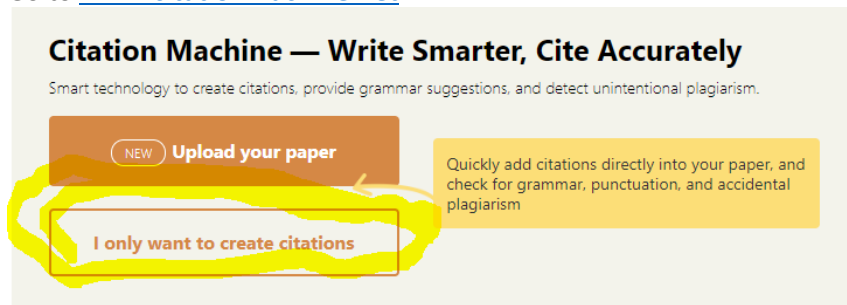 Citation Machine — Write Smarter, Cite Accurately
Smart technology to create citations, provide grammar suggestions, and detect unintentional plagiarism.
NEW Upload your paper
Quickly add citations directly into your paper, and
check for grammar, punctuation, and accidental
plagiarism
I only want to create citations